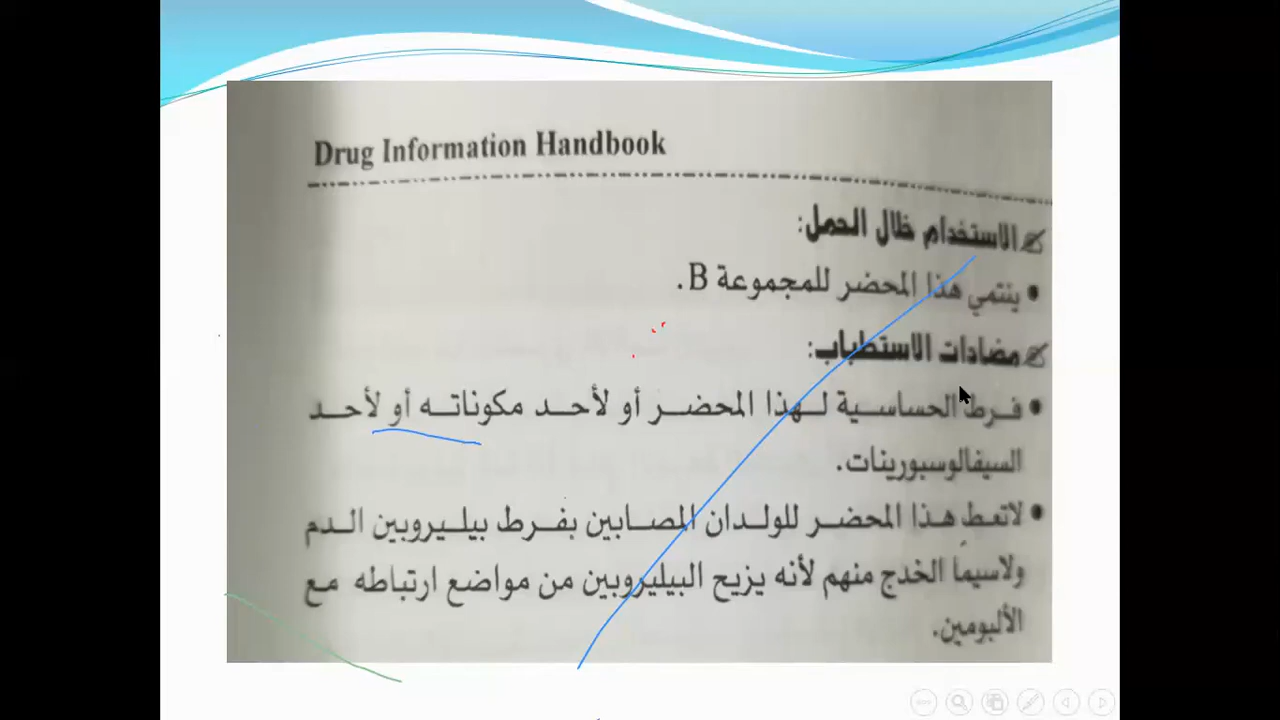 Drug Information Handbook
الاستخدام خلال الحمل:
• ينتمي هذا المحضر للمجموعة B.
مضادات الاستطباب:
• فرط الحساسية لهذا المحضر أو لأحد مكوناته أو لأحد
السيفالوسبورينات.
• لاتعط هذا المحضر للولدان المصابين بفرط بيليروبين الدم
ولاسيما الخدج منهم لأنه يزيح البيليروبين من مواضع ارتباطه مع
الألبومين.